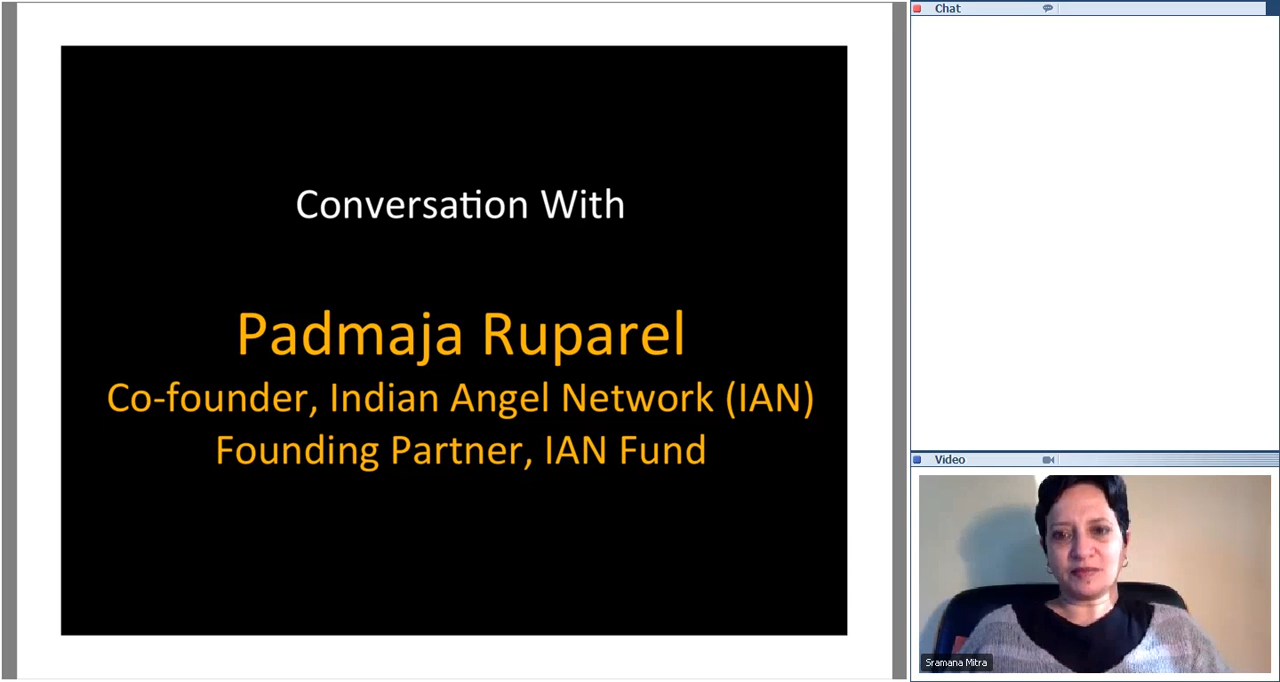 Conversation With
Padmaja Ruparel
Co-founder, Indian Angel Network (IAN)
Founding Partner, IAN Fund
Chat
Video
Sramana Mitra